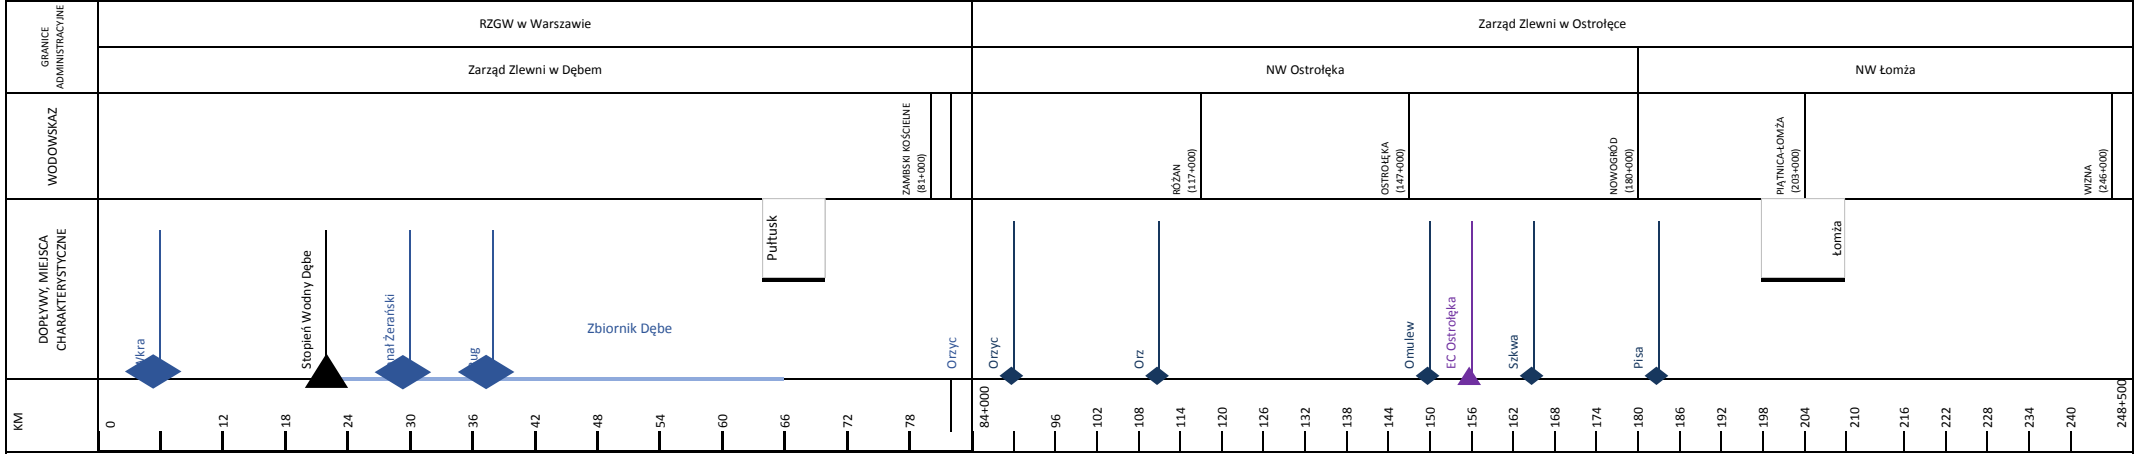 GRANICE
ADMINISTRACYJNE
RZGW w Warszawie
Zarząd Zlewni w Ostrołęce
Zarząd Zlewni w Dębem
NW Ostrołęka
NW Łomża
WODOWSKAZ
ZAMBSKI KOŚCIELNE
(81+000)
RÓŻAN
(117+000)
OSTROŁĘKA
(147+000)
NOWOGRÓD
(180+000)
PIĄTNICA-ŁOMŻA
(203+000)
WIZNA
(246+000)
DOPŁYWY, MIEJSCA
CHARAKTERYSTYCZNE
Stopień Wodny Dębe
Żerański
Zbiornik Dębe
Pułtusk
Orzyc
Orzyc
Orz
Omulew
EC Ostrołęka
Szkwa
Pisa
Łomża
KM
0
12
18
24
30
36
42
48
54
60
66
72
78
84+000
96
102
108
114
120
126
132
138
144
150
156
162
168
174
180
186
192
198
204
210
216
222
228
234
240
248+500